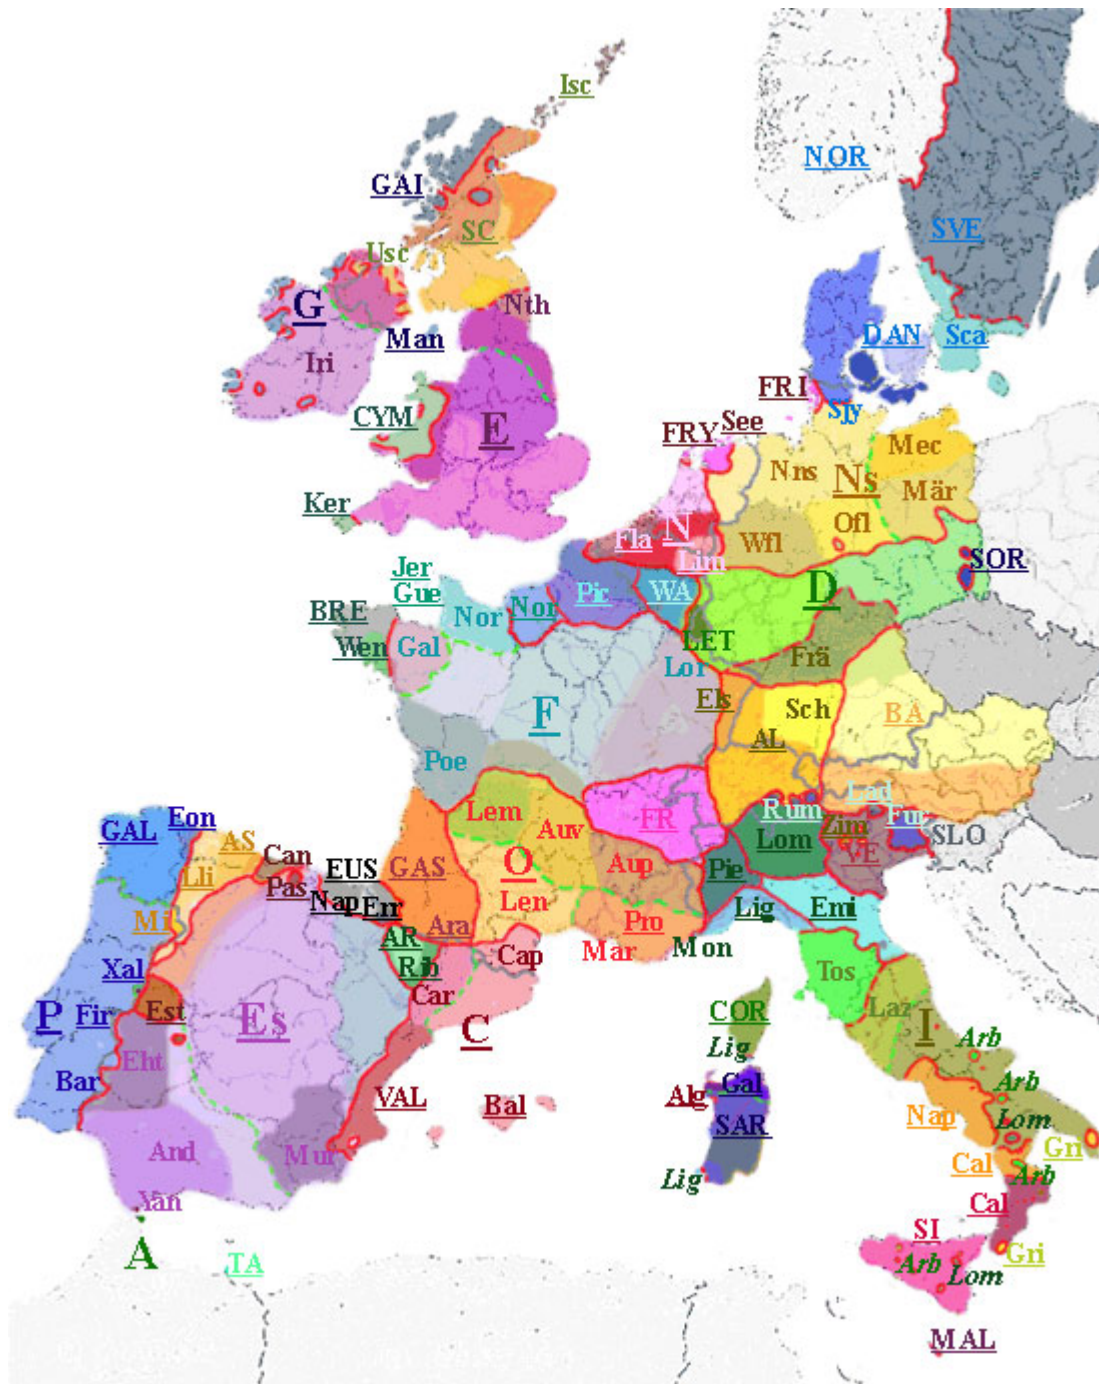 Isc
NOR
GAI
SC
SVE
Usc
G
Nth
Man
DAN
Sca
Iri
FRI
CYM
E
See
Sjy
FRY
Mec
Nns
Ns
Mär
Ker
Ofl
N
Fla
Wfl
Lim
SOR
Jer
Gue
Pic
WA
D
BRE
Nor
Nor
Wen
Gal
LET
Frä
Lor
Els
Sch
F
BA
AL
Poe
Lad
Lem
Rum
Fur
GAL
Eon
AS
Auv
FR
Lom
Zim
SLO
Can
VE
Lli
EUS
GAS
O
Aup
Pie
Pas
Nap
Err
Len
Lig
Emi
Mi
Ara
Pro
AR
Mar
Mon
Xal
Rib
Cap
Tos
Car
P
Fir
Est
Es
C
COR
Laz
I
Lig
Arb
Eht
Bar
VAL
Bal
Alg
Gal
Arb
SAR
Nap
Lom
Gri
And
Mur
Lig
Cal
Arb
Yan
Cal
SI
A
TA
Arb
Lom
Gri
MAL